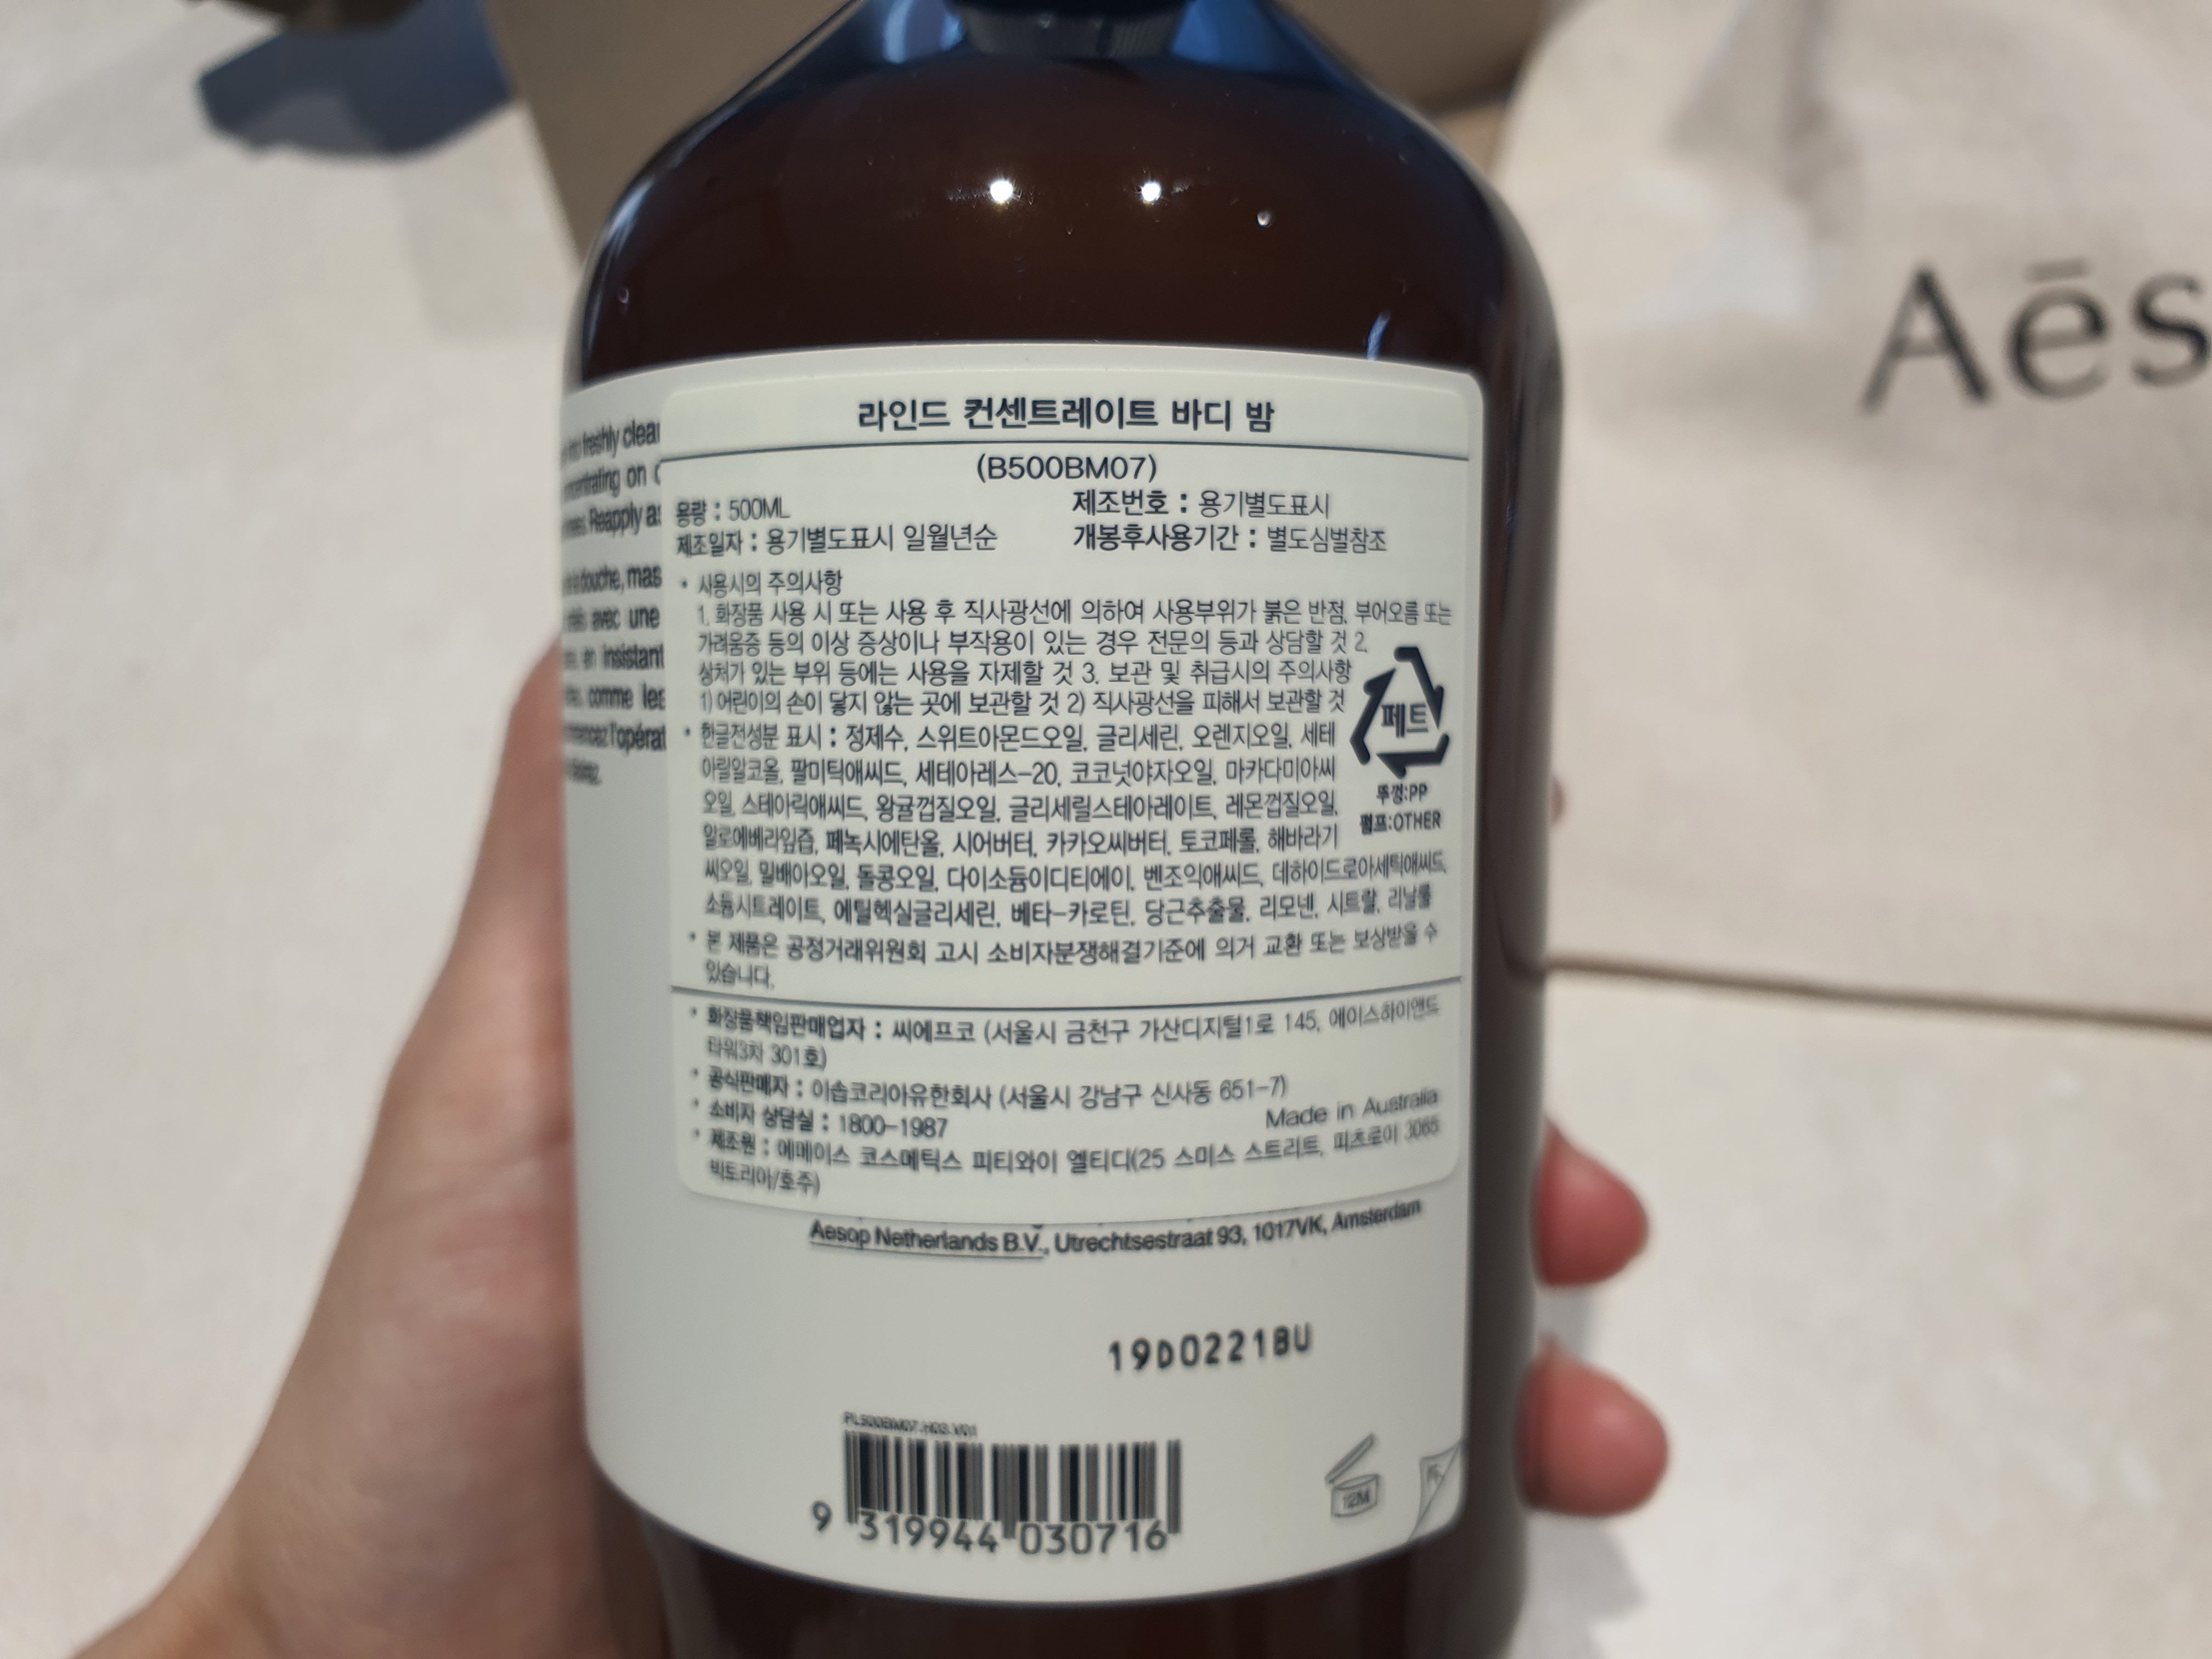 Aēs
into freshly clear
concentrating on c
Reapply as
douche, mas
avec une
en insistant
comme les
l'opérat
라인드 컨센트레이트 바디 밤
(B500BM07)
용량 : 500ML 제조번호 : 용기별도표시
제조일자 : 용기별도표시 일월년순 개봉후사용기간 : 별도심벌참조
• 사용시의 주의사항
1. 화장품 사용 시 또는 사용 후 직사광선에 의하여 사용부위가 붉은 반점, 부어오름 또는
가려움증 등의 이상 증상이나 부작용이 있는 경우 전문의 등과 상담할 것 2.
상처가 있는 부위 등에는 사용을 자제할 것 3. 보관 및 취급시의 주의사항
1) 어린이의 손이 닿지 않는 곳에 보관할 것 2) 직사광선을 피해서 보관할 것
• 한글전성분 표시 : 정제수, 스위트아몬드오일, 글리세린, 오렌지오일, 세테
아릴알코올, 팔미틱애씨드, 세테아레스-20, 코코넛야자오일, 마카다미아씨
오일, 스테아릭애씨드, 왕귤껍질오일, 글리세릴스테아레이트, 레몬껍질오일,
알로에베라잎즙, 페녹시에탄올, 시어버터, 카카오씨버터, 토코페롤, 해바라기
씨오일, 밀배아오일, 돌콩오일, 다이소듐이디티에이, 벤조익애씨드, 데하이드로아세틱애씨드,
소듐시트레이트, 에틸헥실글리세린, 베타-카로틴, 당근추출물, 리모넨, 시트랄, 리날룰
페트
뚜껑:PP
펌프:OTHER
• 본 제품은 공정거래위원회 고시 소비자분쟁해결기준에 의거 교환 또는 보상받을 수
있습니다.
• 화장품책임판매업자 : 씨에프코 (서울시 금천구 가산디지털1로 145, 에이스하이앤드
타워3차 301호)
• 공식판매자 : 이솝코리아유한회사 (서울시 강남구 신사동 651-7)
• 소비자 상담실 : 1800-1987 Made in Australia
• 제조원 : 에메이스 코스메틱스 피티와이 엘티디(25 스미스 스트리트, 피츠로이 3065
빅토리아/호주)
Aesop Netherlands B.V., Utrechtsestraat 93, 1017VK, Amsterdam
19D0221BU
PL500BM07.H03.V01
9 319944 030716
12M